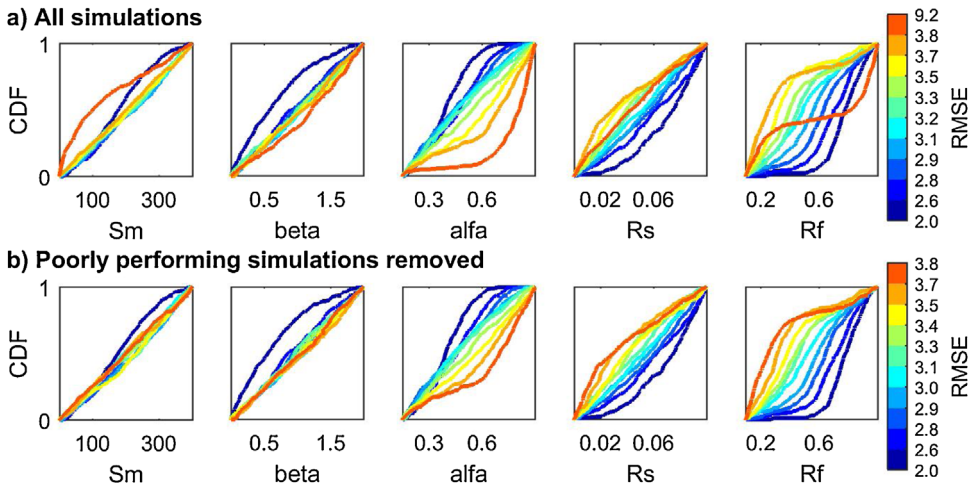 a) All simulations
1
CDF
0
100 300
0.5 1.5
0.3 0.6
0.02 0.06
0.2 0.6
Sm
beta
alfa
Rs
Rf
9.2
3.8
3.7
3.5
3.3
3.2
3.1
2.9
2.8
2.6
2.0
RMSE
b) Poorly performing simulations removed
1
CDF
0
100 300
0.5 1.5
0.3 0.6
0.02 0.06
0.2 0.6
Sm
beta
alfa
Rs
Rf
3.8
3.7
3.5
3.4
3.2
3.1
3.0
2.9
2.8
2.6
2.0
RMSE